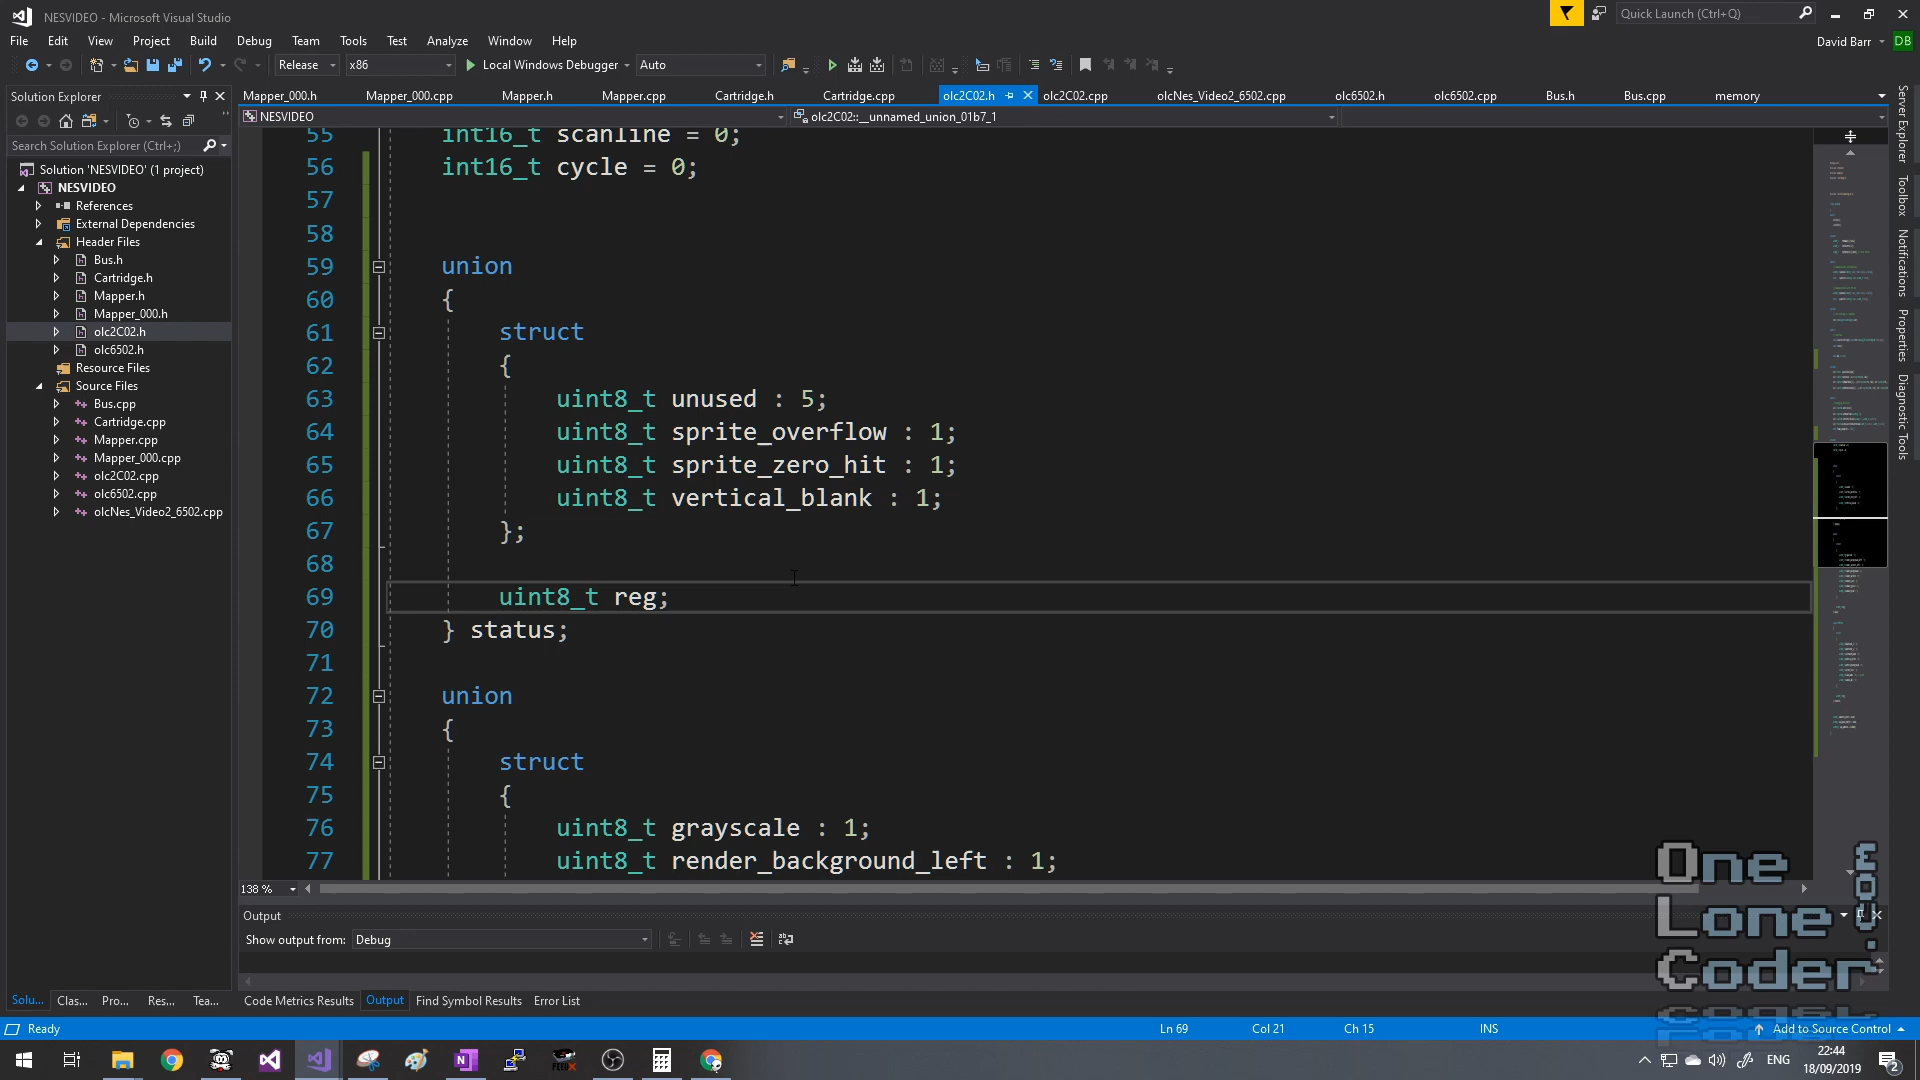 NESVIDEO - Microsoft Visual Studio
Quick Launch (Ctrl+Q)
File Edit View Project Build Debug Team Tools Test Analyze Window Help
David Barr DB
Release x86 Local Windows Debugger Auto
Solution Explorer
Search Solution Explorer (Ctrl+;)
Solution 'NESVIDEO' (1 project)
NESVIDEO
References
External Dependencies
Header Files
Bus.h
Cartridge.h
Mapper.h
Mapper_000.h
olc2C02.h
olc6502.h
Resource Files
Source Files
Bus.cpp
Cartridge.cpp
Mapper.cpp
Mapper_000.cpp
olc2C02.cpp
olc6502.cpp
olcNes_Video2_6502.cpp
Solu... Clas... Pro... Res... Tea...
Mapper_000.h Mapper_000.cpp Mapper.h Mapper.cpp Cartridge.h Cartridge.cpp olc2C02.h olc2C02.cpp olcNes_Video2_6502.cpp olc6502.h olc6502.cpp Bus.h Bus.cpp memory
NESVIDEO olc2C02::__unnamed_union_01b7_1
55 int16_t scanline = 0;
56 int16_t cycle = 0;
57
58
59 union
60 {
61 struct
62 {
63 uint8_t unused : 5;
64 uint8_t sprite_overflow : 1;
65 uint8_t sprite_zero_hit : 1;
66 uint8_t vertical_blank : 1;
67 };
68
69 uint8_t reg;
70 } status;
71
72 union
73 {
74 struct
75 {
76 uint8_t grayscale : 1;
77 uint8_t render_background_left : 1;
138 %
Output
Show output from: Debug
Code Metrics Results Output Find Symbol Results Error List
Server Explorer
Toolbox
Notifications
Properties
Diagnostic Tools
One
Lone
Coder
.com
Ready Ln 69 Col 21 Ch 15 INS Add to Source Control
ENG 22:44
18/09/2019 2